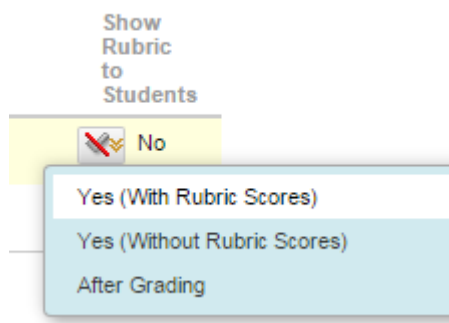 Show
Rubric
to
Students
No
Yes (With Rubric Scores)
Yes (Without Rubric Scores)
After Grading